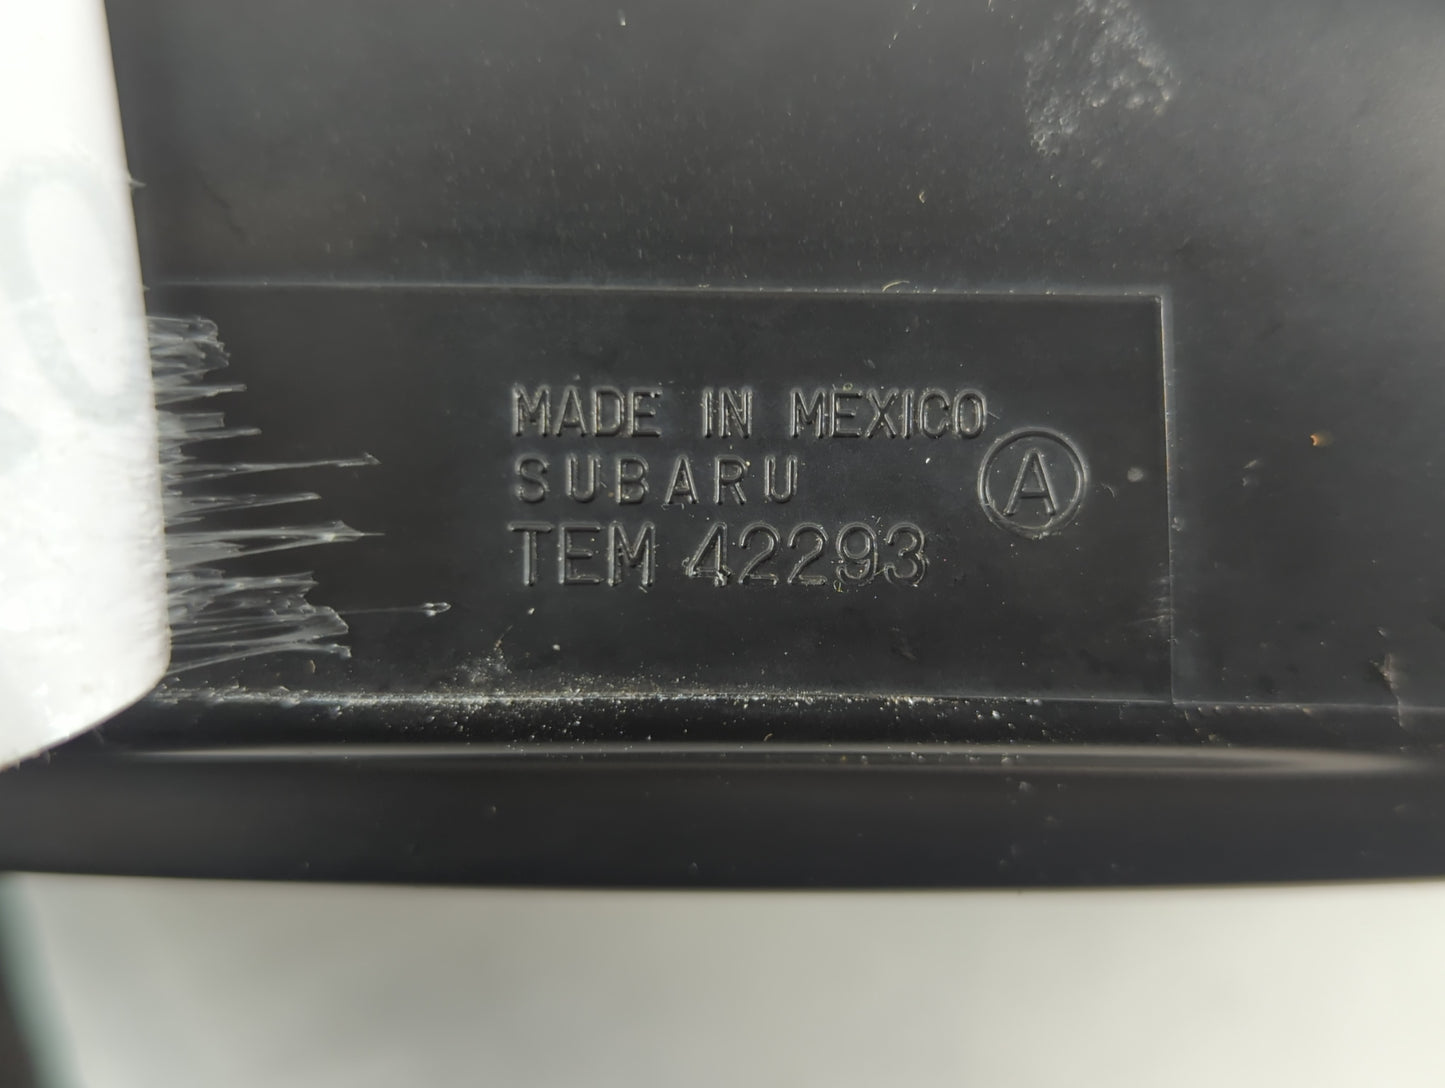 MADE IN MEXICO
SUBARU
A
TEM 42293